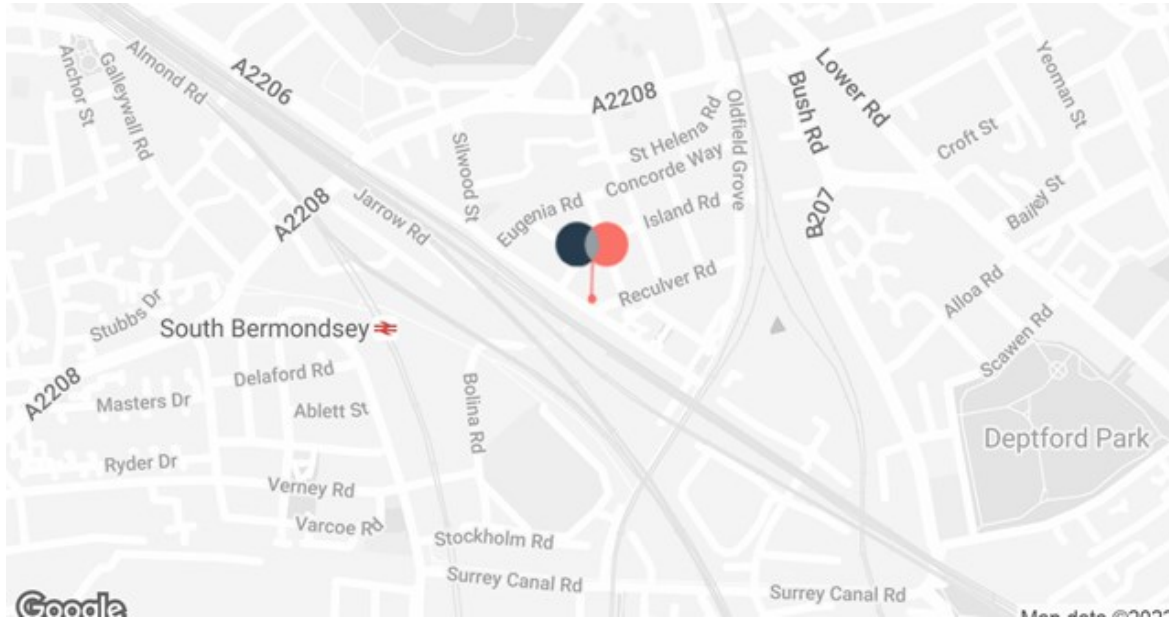 Anchor St
Galleywall Rd
Almond Rd
A2206
A2208
Silwood St
St Helena Rd
Concorde Way
Oldfield Grove
Bush Rd
Lower Rd
Yeoman St
Croft St
A2208
Jarrow Rd
Eugenia Rd
Island Rd
B207
Bailey St
Reculver Rd
Alloa Rd
Stubbs Dr
South Bermondsey
Scawen Rd
A2208
Delaford Rd
Masters Dr
Ablett St
Bolina Rd
Deptford Park
Ryder Dr
Verney Rd
Varcoe Rd
Stockholm Rd
Surrey Canal Rd
Surrey Canal Rd
Google
Map data ©202